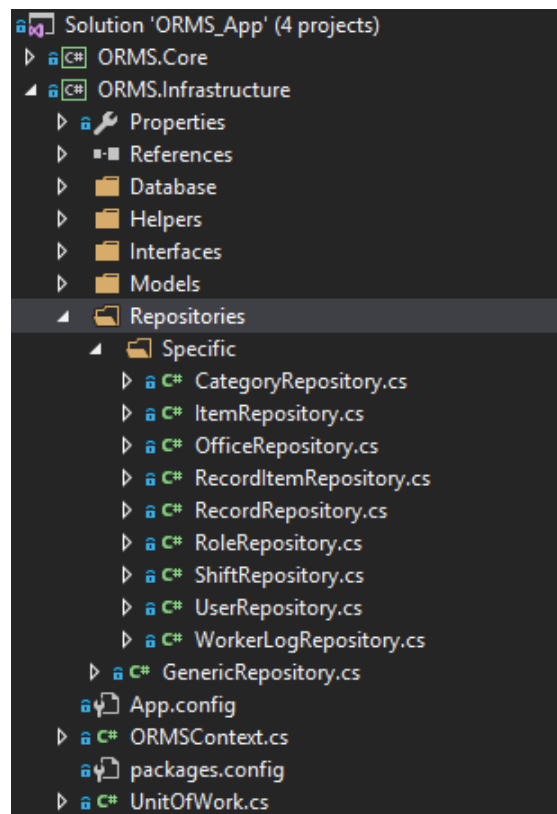 Solution 'ORMS_App' (4 projects)
C# ORMS.Core
C# ORMS.Infrastructure
Properties
References
Database
Helpers
Interfaces
Models
Repositories
Specific
C# CategoryRepository.cs
C# ItemRepository.cs
C# OfficeRepository.cs
C# RecordItemRepository.cs
C# RecordRepository.cs
C# RoleRepository.cs
C# ShiftRepository.cs
C# UserRepository.cs
C# WorkerLogRepository.cs
C# GenericRepository.cs
App.config
C# ORMSContext.cs
packages.config
C# UnitOfWork.cs